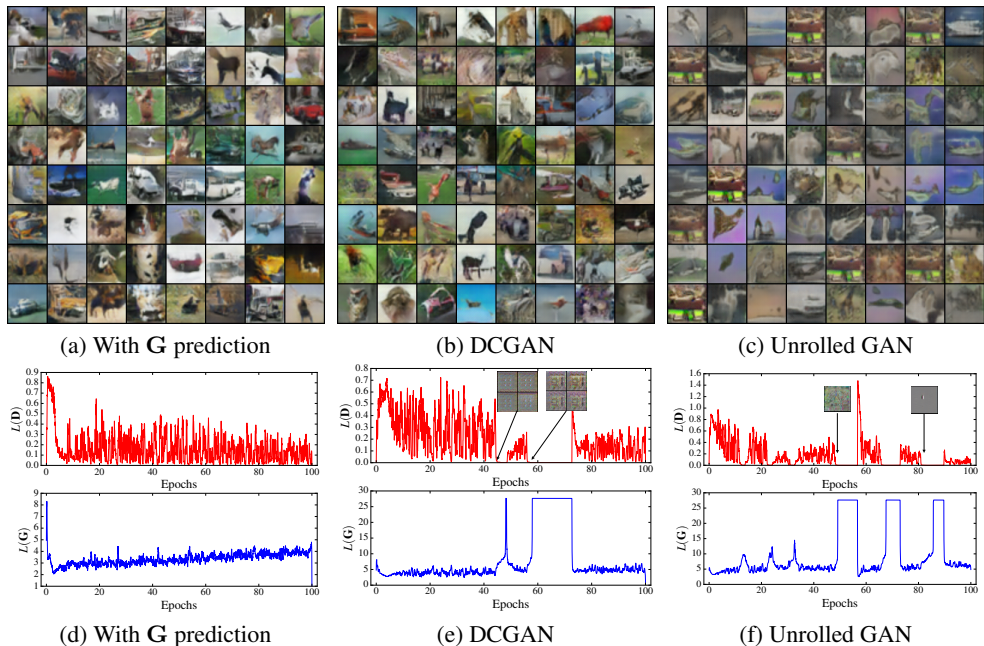 (a) With G prediction
(b) DCGAN
(c) Unrolled GAN
0.9
0.8
0.7
0.6
0.5
0.4
0.3
0.2
0.1
0.0
L(D)
0 20 40 60 80 100
Epochs
0.8
0.7
0.6
0.5
0.4
0.3
0.2
0.1
0.0
L(D)
0 20 40 60 80 100
Epochs
1.6
1.4
1.2
1.0
0.8
0.6
0.4
0.2
0.0
L(D)
0 20 40 60 80 100
Epochs
9
8
7
6
5
4
3
2
1
L(G)
0 20 40 60 80 100
Epochs
30
25
20
15
10
5
0
L(G)
0 20 40 60 80 100
Epochs
30
25
20
15
10
5
0
L(G)
0 20 40 60 80 100
Epochs
(d) With G prediction
(e) DCGAN
(f) Unrolled GAN